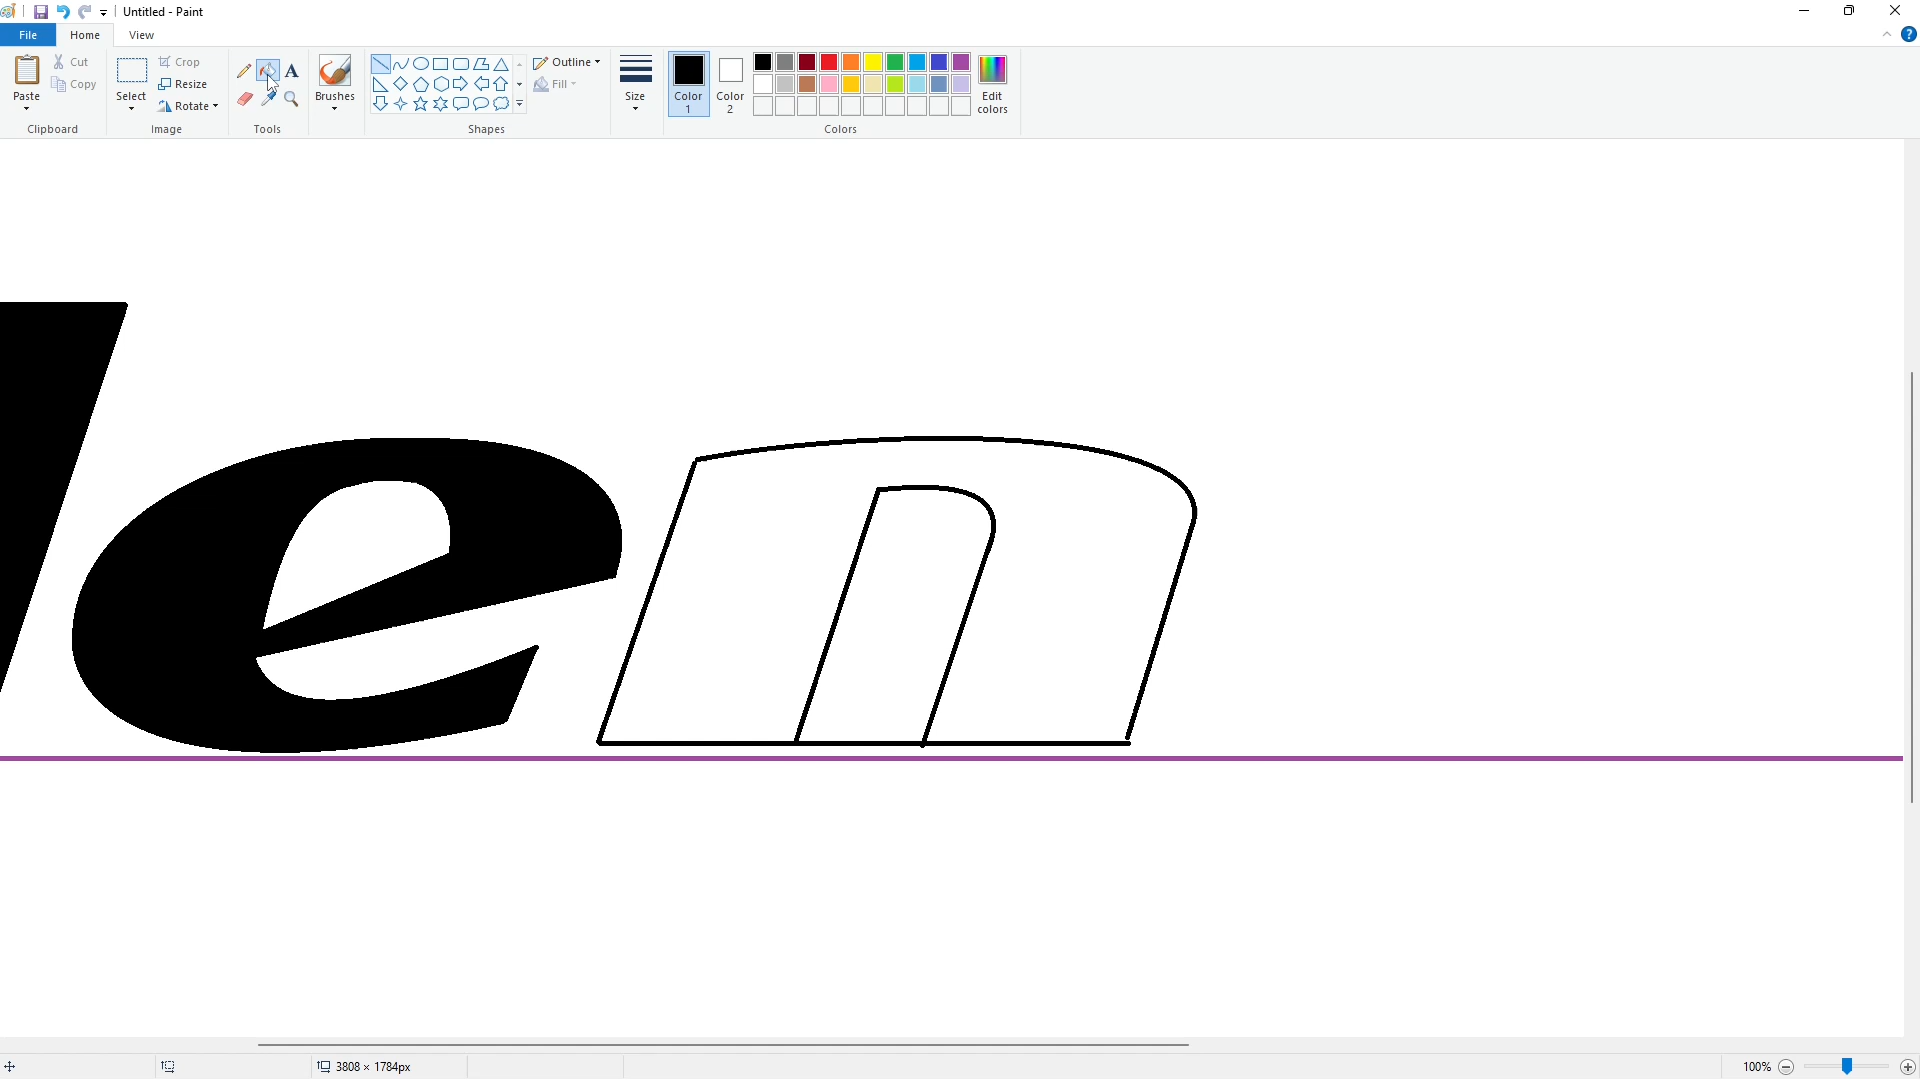 Untitled - Paint
File Home View
Paste Cut Copy Clipboard
Select Crop Resize Rotate Image
A Tools
Brushes
Outline Fill Shapes
Size
Color 1 Color 2 Edit colors Colors
en
3808 × 1784px 100%